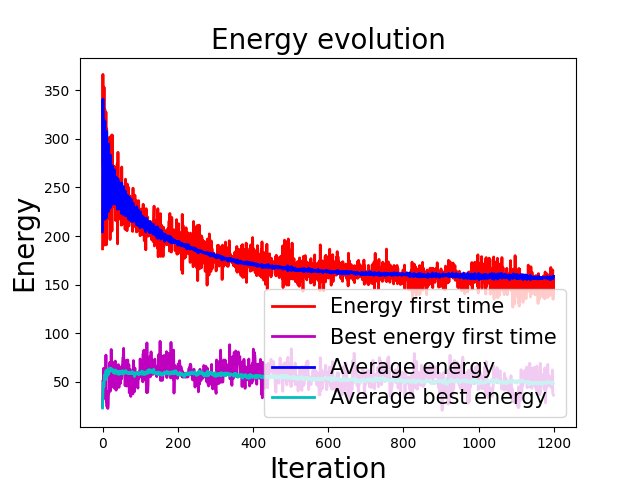 Energy evolution
350
300
250
200
150
100
50
Energy
Energy first time
Best energy first time
Average energy
Average best energy
0 200 400 600 800 1000 1200
Iteration